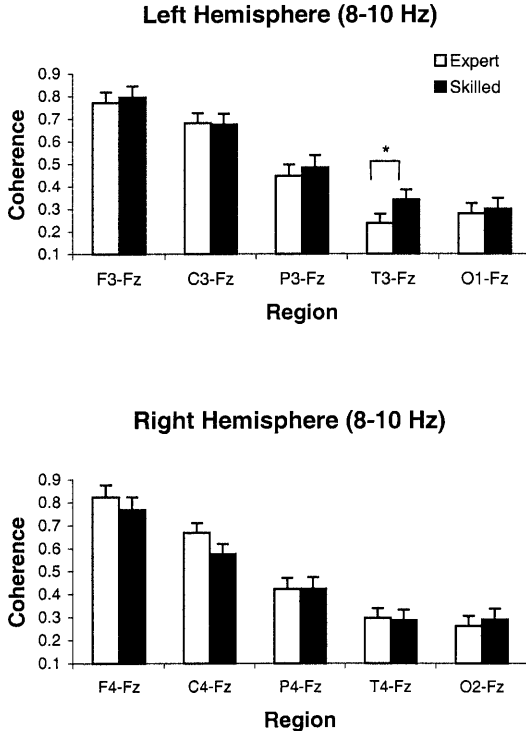 Left Hemisphere (8-10 Hz)
Expert
Skilled
Coherence
0.9
0.8
0.7
0.6
0.5
0.4
0.3
0.2
0.1
*
F3-Fz C3-Fz P3-Fz T3-Fz O1-Fz
Region
Right Hemisphere (8-10 Hz)
Coherence
0.9
0.8
0.7
0.6
0.5
0.4
0.3
0.2
0.1
F4-Fz C4-Fz P4-Fz T4-Fz O2-Fz
Region